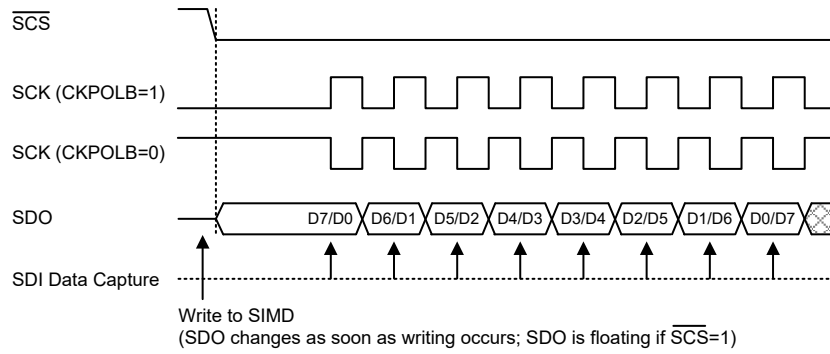 SCS
SCK (CKPOLB=1)
SCK (CKPOLB=0)
SDO D7/D0 D6/D1 D5/D2 D4/D3 D3/D4 D2/D5 D1/D6 D0/D7
SDI Data Capture
Write to SIMD
(SDO changes as soon as writing occurs; SDO is floating if SCS=1)